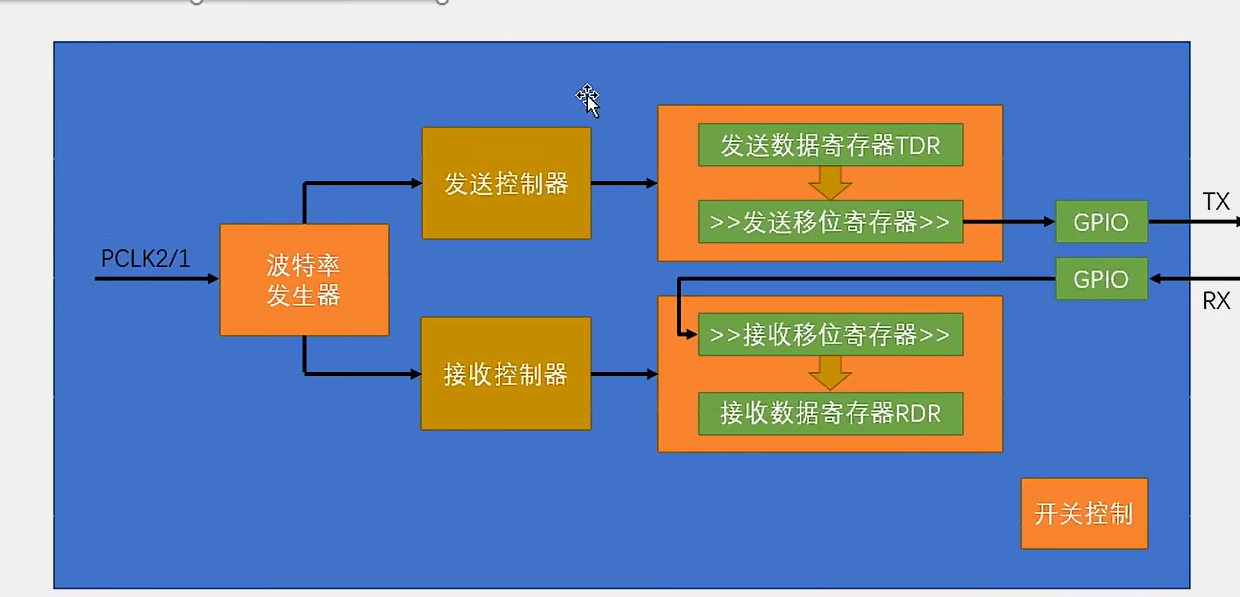 发送数据寄存器TDR
发送控制器
>>发送移位寄存器>>
GPIO
TX
PCLK2/1
波特率
发生器
GPIO
RX
>>接收移位寄存器>>
接收控制器
接收数据寄存器RDR
开关控制